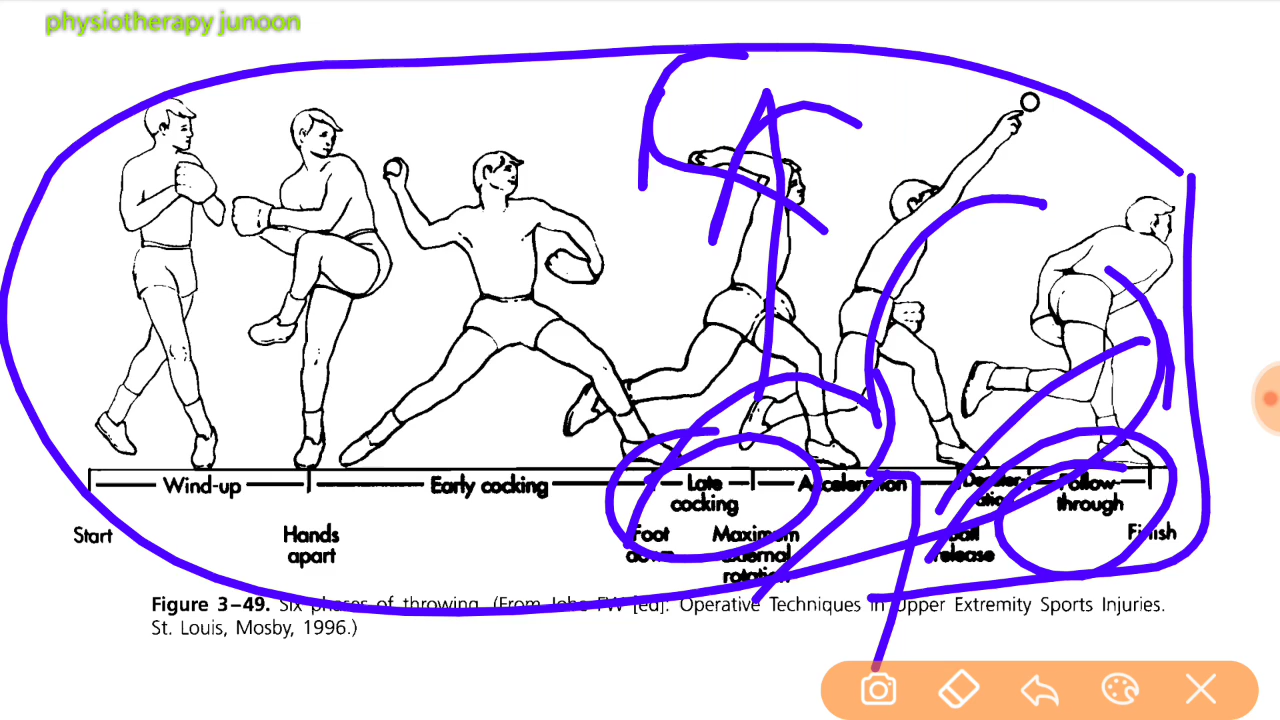 physiotherapy junoon
Wind-up Early cocking Late cocking Acceleration Follow-through
Start Hands apart Foot down Maximum external rotation Ball release Finish
Figure 3-49. Six phases of throwing. (From Jobe FW [ed]: Operative Techniques in Upper Extremity Sports Injuries.
St. Louis, Mosby, 1996.)